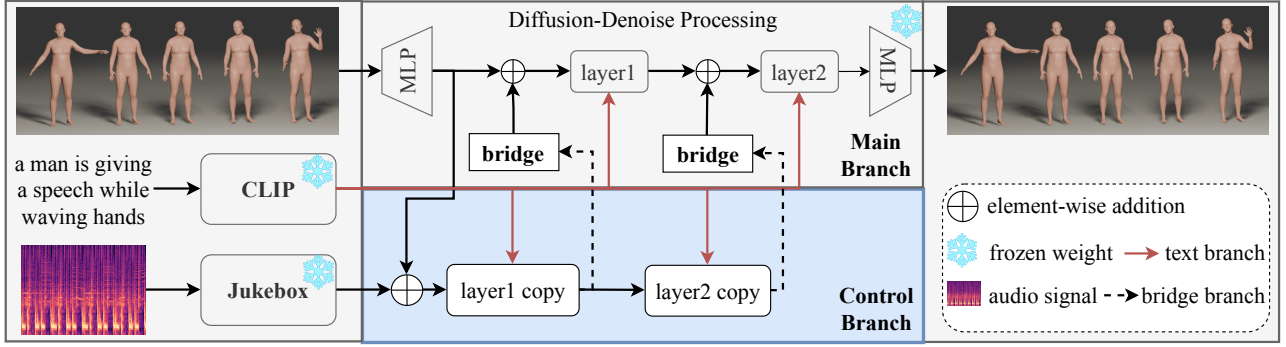 Diffusion-Denoise Processing
MLP
layer1
layer2
MLP
bridge
bridge
Main
Branch
a man is giving
a speech while
waving hands
CLIP
Jukebox
layer1 copy
layer2 copy
Control
Branch
element-wise addition
frozen weight
text branch
audio signal
bridge branch